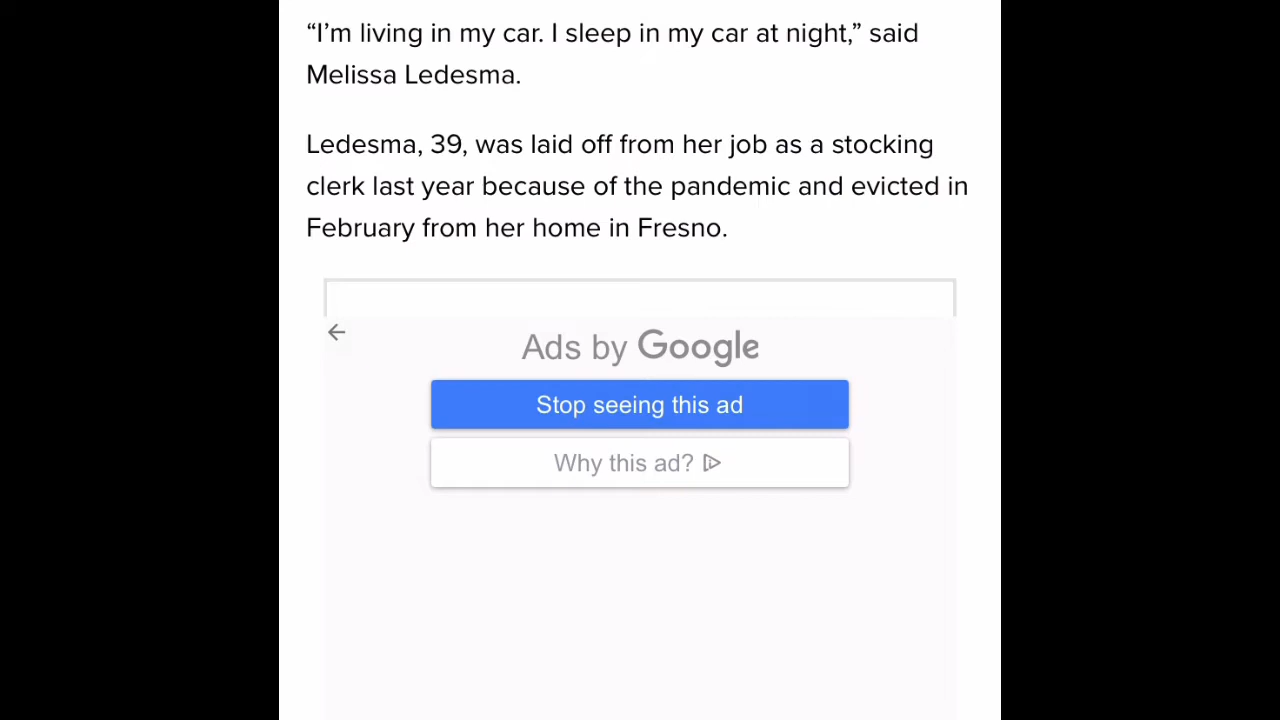 “I’m living in my car. I sleep in my car at night,” said
Melissa Ledesma.
Ledesma, 39, was laid off from her job as a stocking
clerk last year because of the pandemic and evicted in
February from her home in Fresno.
Ads by Google
Stop seeing this ad
Why this ad?